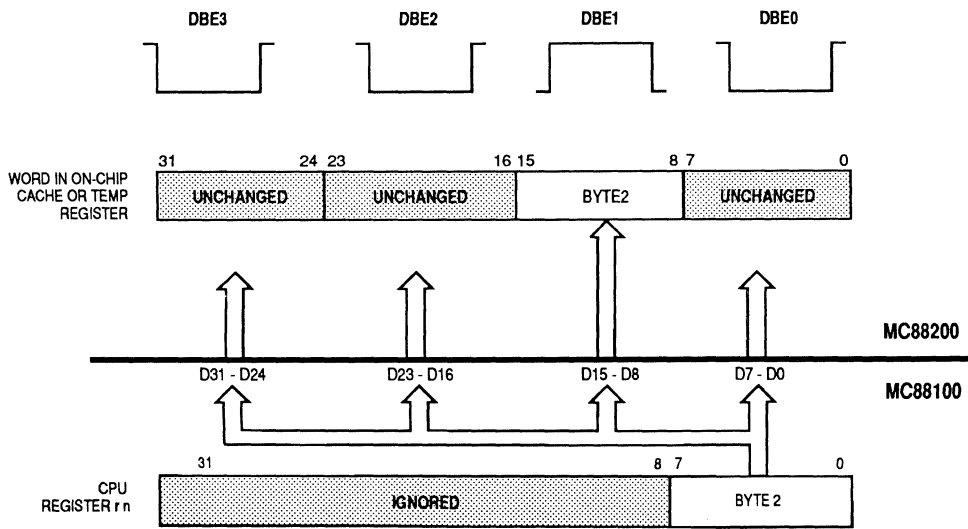 DBE3 DBE2 DBE1 DBE0
31 24 23 16 15 8 7 0
WORD IN ON-CHIP
CACHE OR TEMP
REGISTER
UNCHANGED UNCHANGED BYTE2 UNCHANGED
MC88200
D31 - D24 D23 - D16 D15 - D8 D7 - D0
MC88100
31 8 7 0
CPU
REGISTER rn
IGNORED BYTE 2